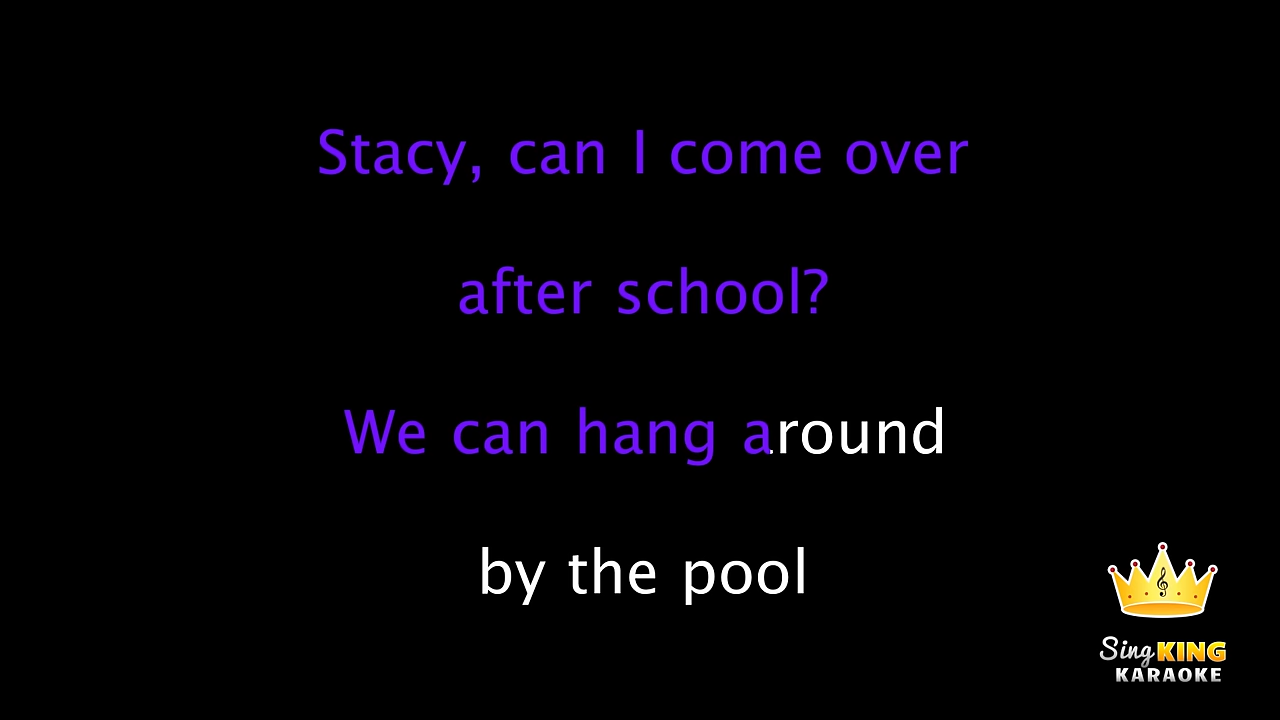 Stacy, can I come over
after school?
We can hang around
by the pool
Sing KING
KARAOKE